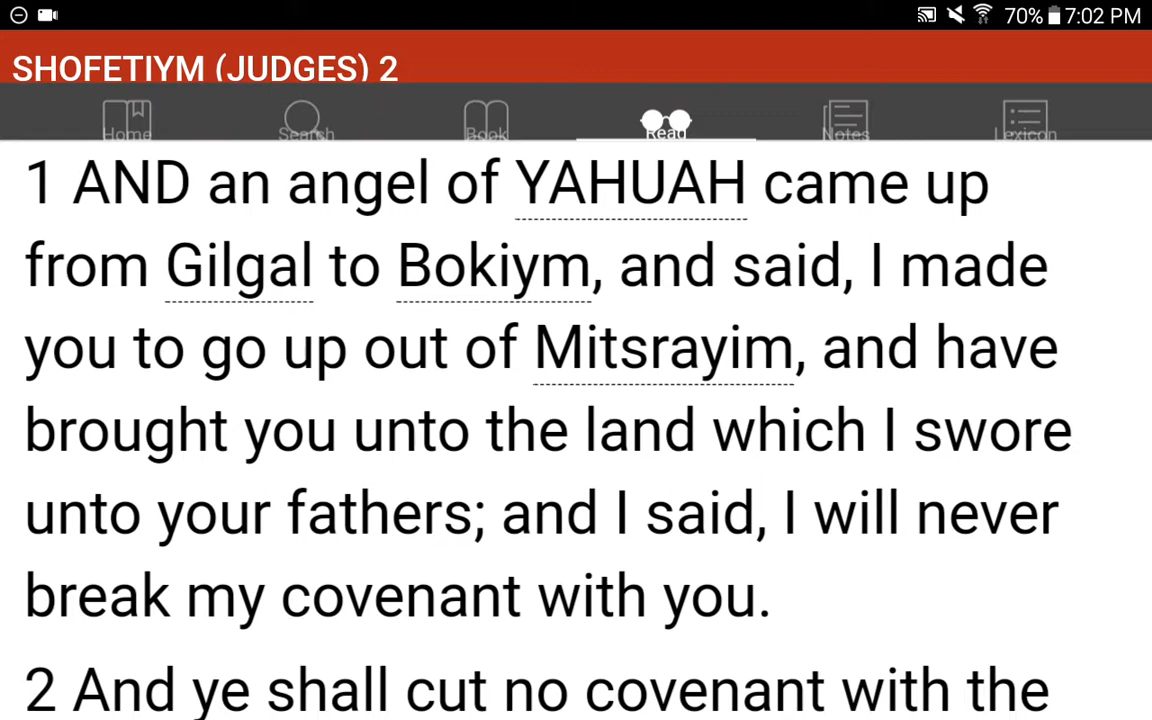 70% 7:02 PM
SHOFETIYM (JUDGES) 2
Home Search Book Read Notes Lexicon
1 AND an angel of YAHUAH came up
from Gilgal to Bokiym, and said, I made
you to go up out of Mitsrayim, and have
brought you unto the land which I swore
unto your fathers; and I said, I will never
break my covenant with you.
2 And ye shall cut no covenant with the